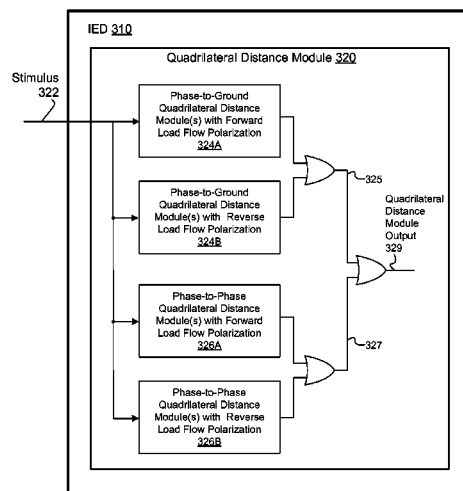 IED 310
Quadrilateral Distance Module 320
Stimulus
322
Phase-to-Ground
Quadrilateral Distance
Module(s) with Forward
Load Flow Polarization
324A
325
Phase-to-Ground
Quadrilateral Distance
Module(s) with Reverse
Load Flow Polarization
324B
Quadrilateral
Distance
Module
Output
329
Phase-to-Phase
Quadrilateral Distance
Module(s) with Forward
Load Flow Polarization
326A
327
Phase-to-Phase
Quadrilateral Distance
Module(s) with Reverse
Load Flow Polarization
326B